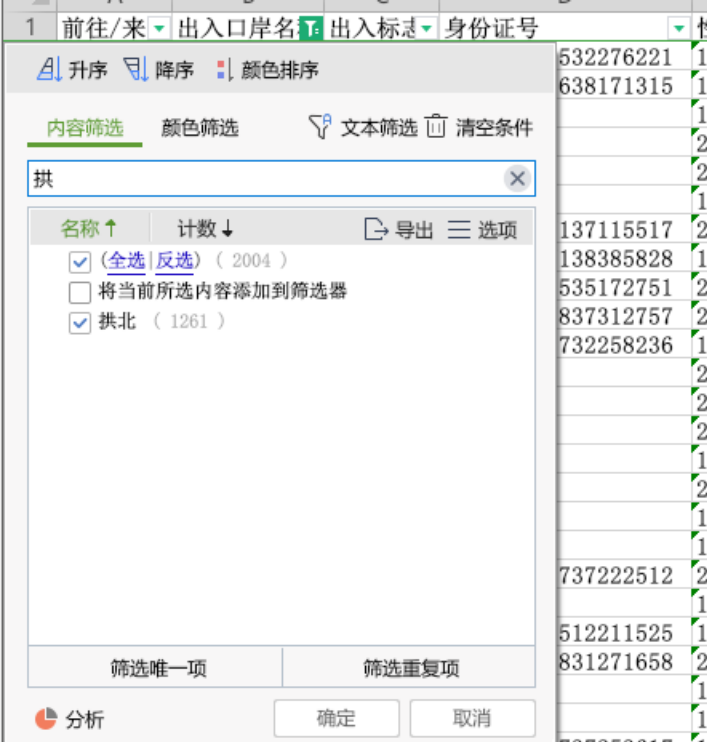 1 前往/来 出入口岸名 出入标志 身份证号
升序 降序 颜色排序
532276221 1
638171315 1
内容筛选 颜色筛选 文本筛选 清空条件
1
2
拱
2
1
名称↑ 计数↓ 导出 选项
137115517 2
(全选|反选) ( 2004 )
138385828 1
将当前所选内容添加到筛选器
535172751 2
拱北 ( 1261 )
837312757 2
732258236 1
2
2
2
1
2
1
1
737222512 2
1
512211525 1
筛选唯一项 筛选重复项
831271658 2
1
分析 确定 取消
1